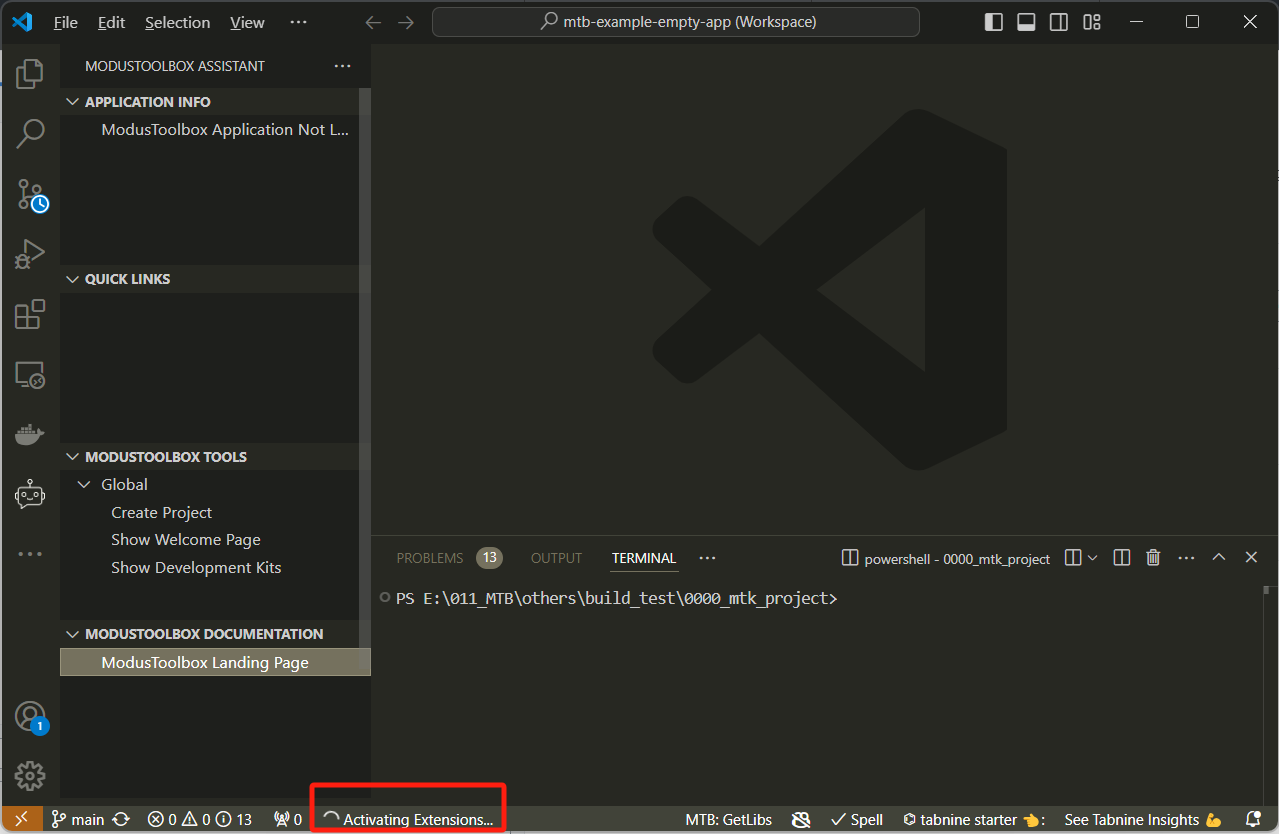 File Edit Selection View ···
mtb-example-empty-app (Workspace)
MODUSTOOLBOX ASSISTANT ···
APPLICATION INFO
ModusToolbox Application Not L...
QUICK LINKS
MODUSTOOLBOX TOOLS
Global
Create Project
Show Welcome Page
Show Development Kits
MODUSTOOLBOX DOCUMENTATION
ModusToolbox Landing Page
PROBLEMS 13 OUTPUT TERMINAL ··· powershell - 0000_mtk_project ···
PS E:\011_MTB\others\build_test\0000_mtk_project>
1
main 0 0 13 0 Activating Extensions... MTB: GetLibs Spell tabnine starter 👈: See Tabnine Insights 💪